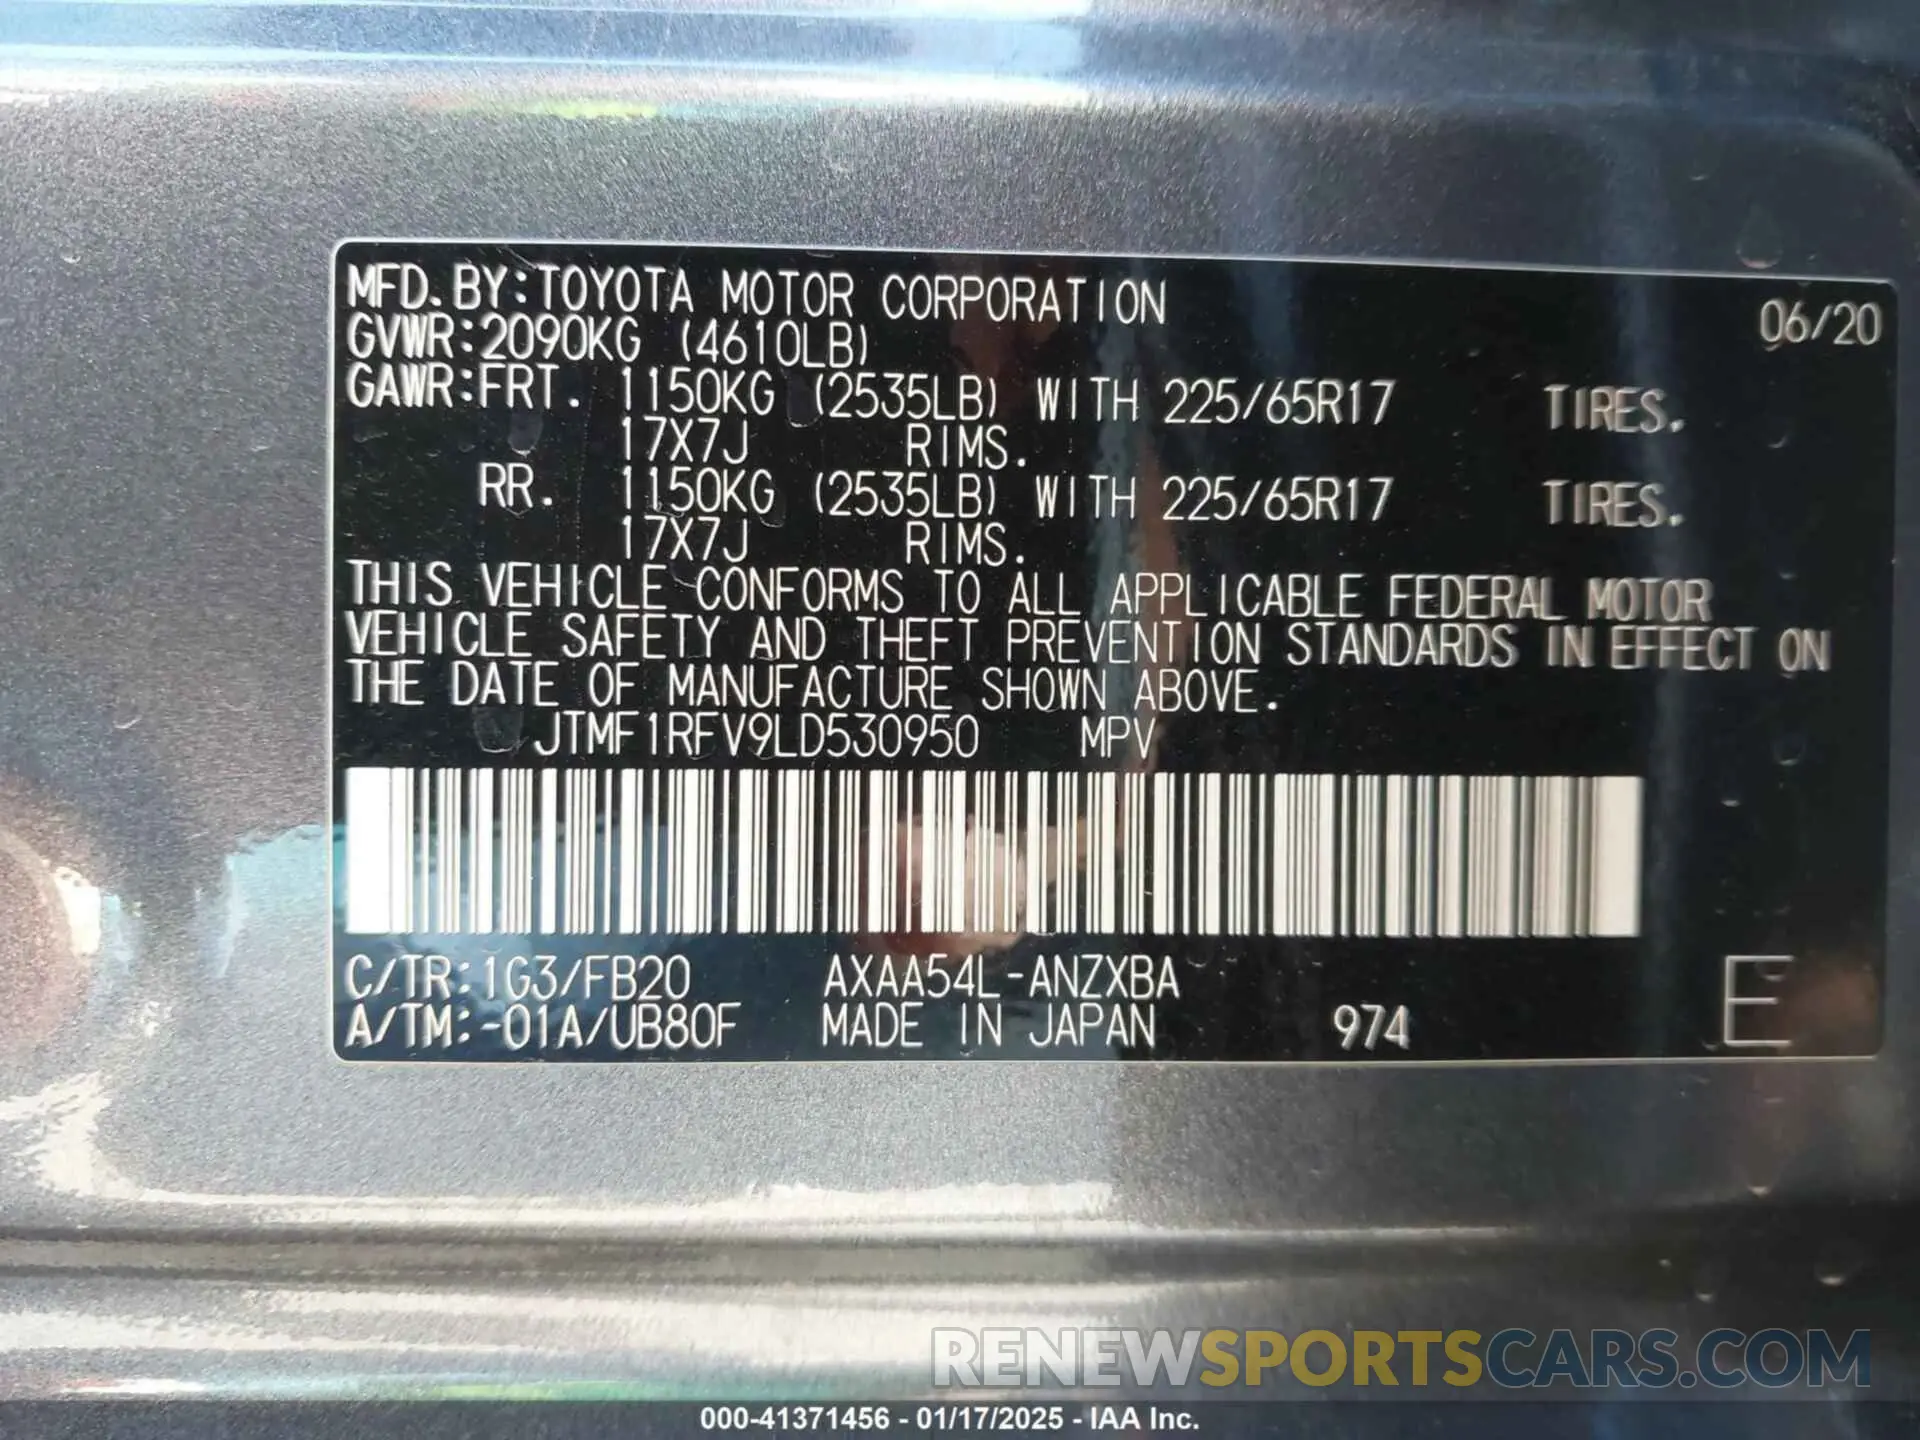 MFD. BY: TOYOTA MOTOR CORPORATION 06/20
GVWR: 2090KG (4610LB)
GAWR: FRT. 1150KG (2535LB) WITH 225/65R17 TIRES.
17X7J RIMS.
RR. 1150KG (2535LB) WITH 225/65R17 TIRES.
17X7J RIMS.
THIS VEHICLE CONFORMS TO ALL APPLICABLE FEDERAL MOTOR
VEHICLE SAFETY AND THEFT PREVENTION STANDARDS IN EFFECT ON
THE DATE OF MANUFACTURE SHOWN ABOVE.
JTMF1RFV9LD530950 MPV
C/TR: 1G3/FB20 AXAA54L-ANZXBA
A/TM: -01A/UB80F MADE IN JAPAN 974 E
RENEWSPORTSCARS.COM
000-41371456 - 01/17/2025 - IAA Inc.